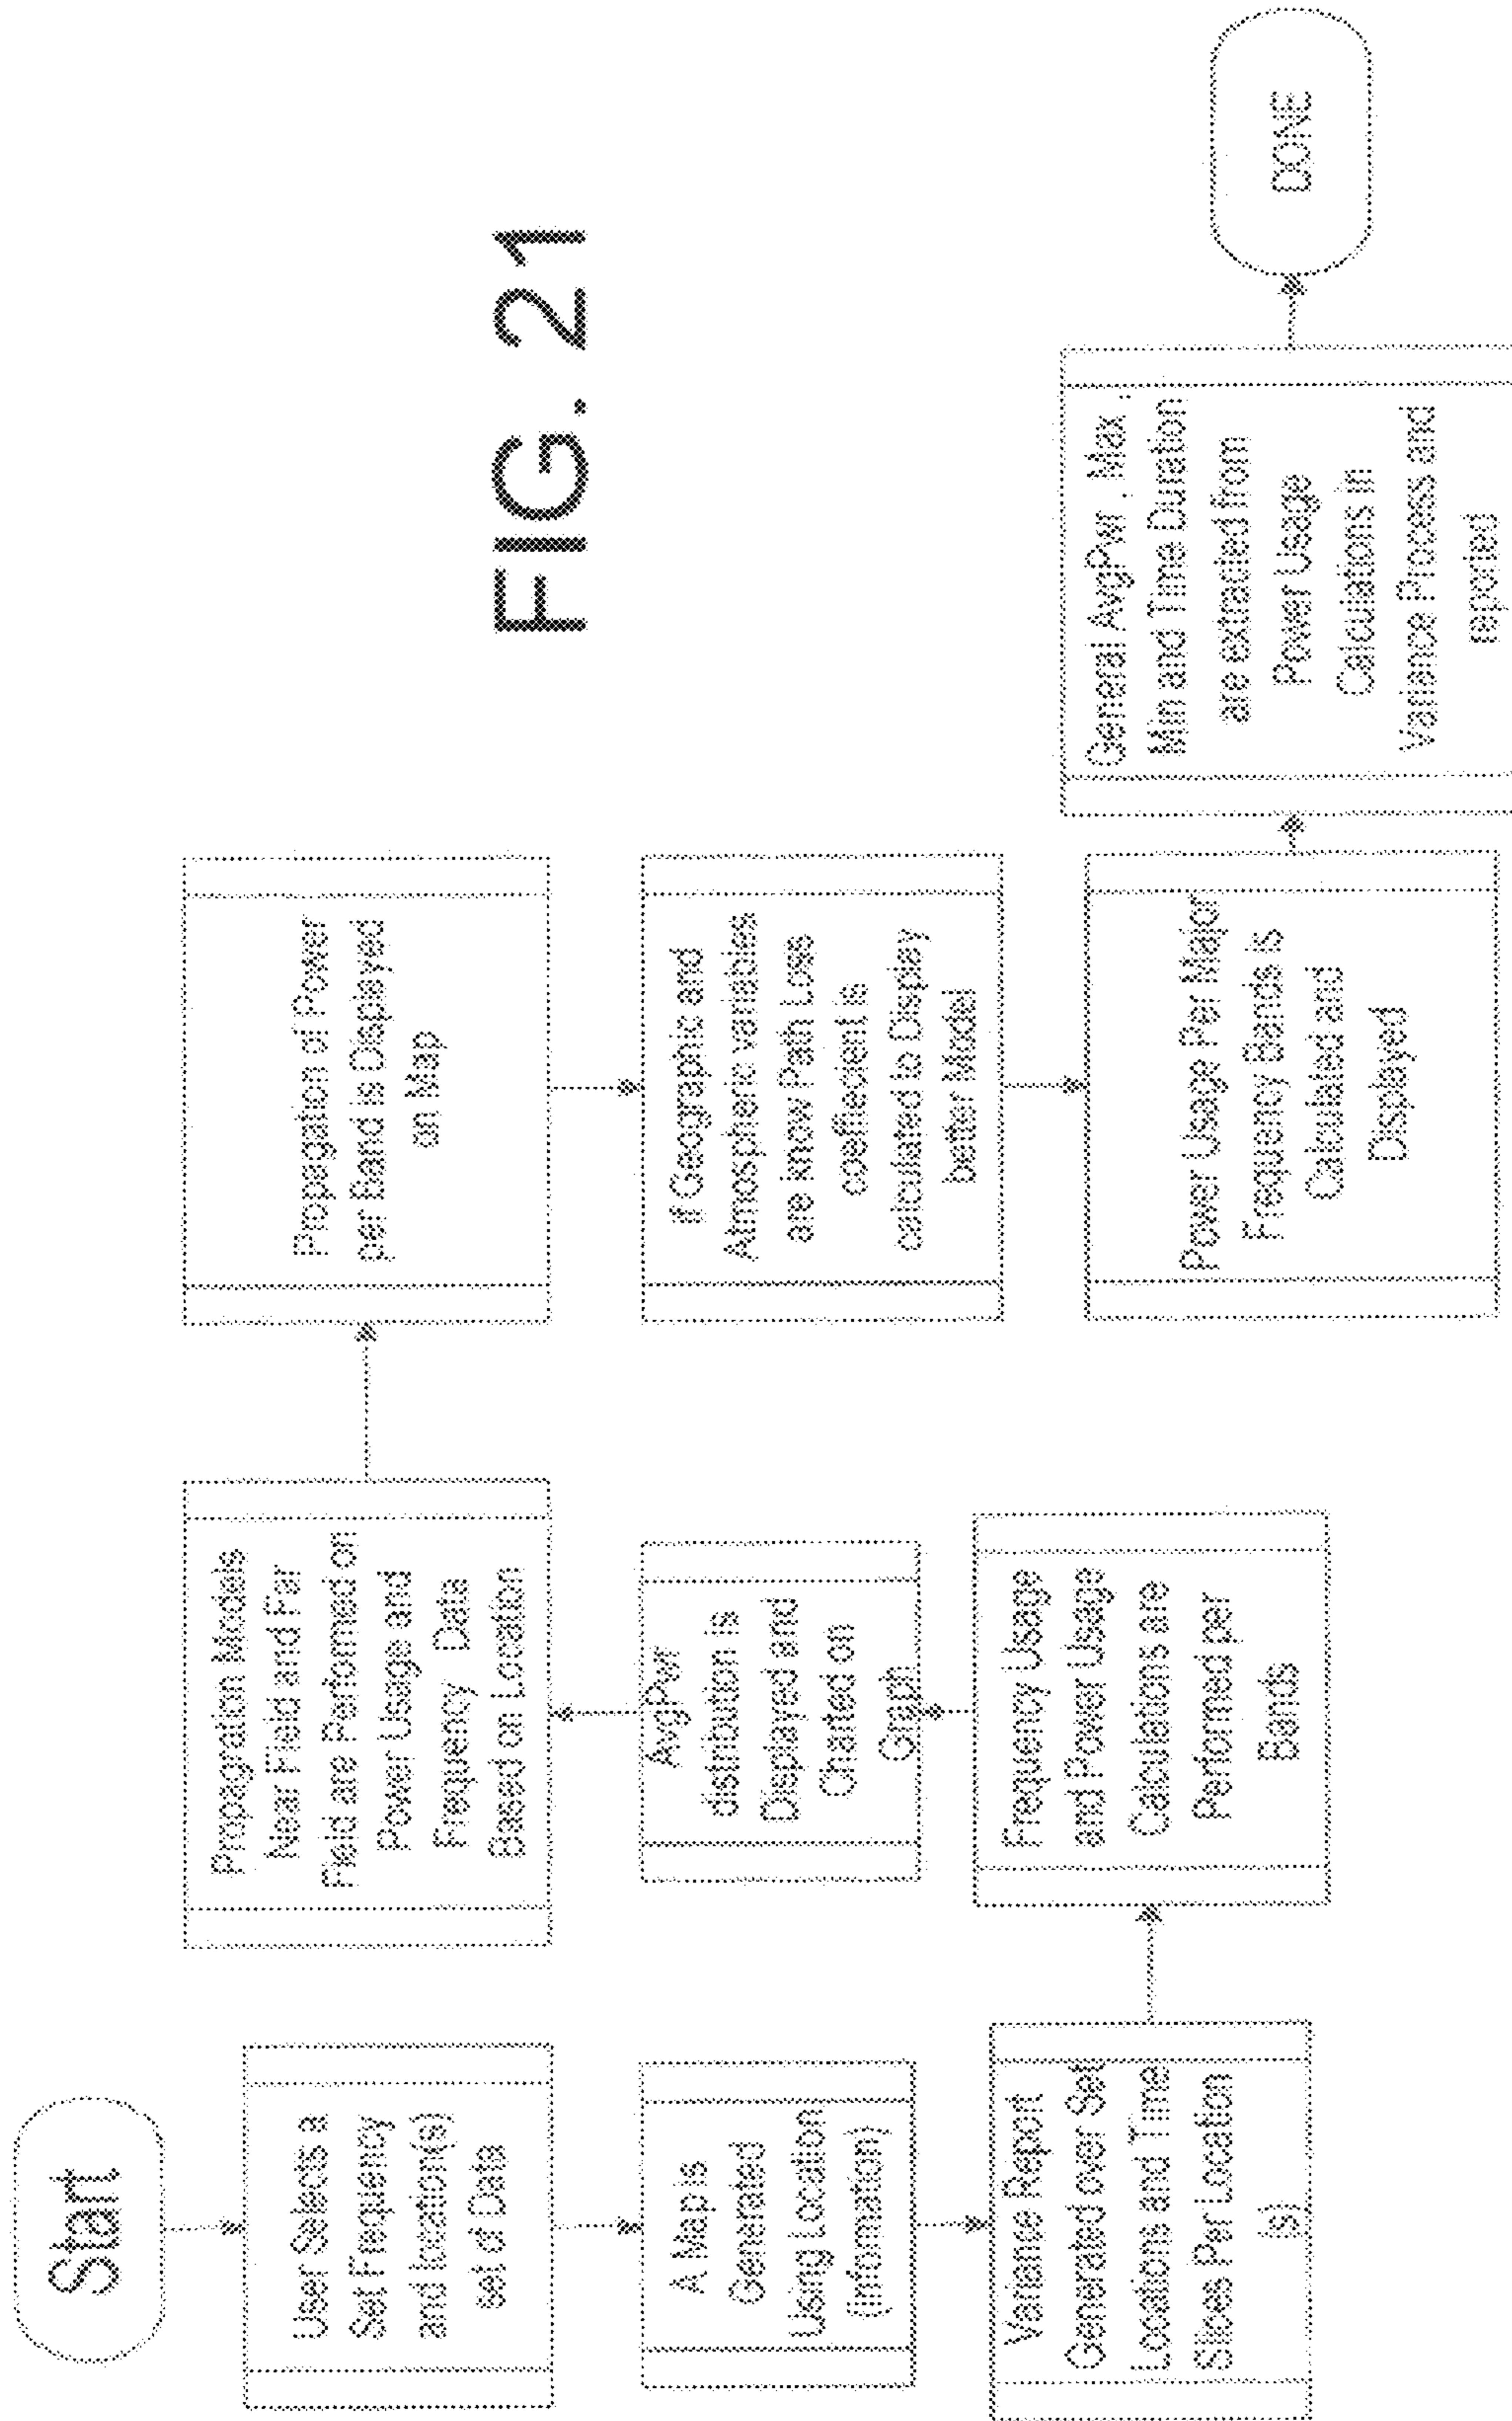 Start
User Selects a
Set Frequency
and location(s)
set of Data
A Map is
Generated
Using Location
(information)
Variane Report
Generated over Set
Locations and Time
Slices Per Location
(s)
Frequency Usage
and Power Usage
Calculations are
Performed per
Bands
AvgPwr
distribution is
Displayed and
Charted on
Graph
Propagration Models
Near Field and Far
Field are Performed on
Power Usage and
Frequency Data
Based on Location
Propagation of Power
per Band is Displayed
on Map
If Geographic and
Atmospheric variables
are know Path Loss
coeffiecient is
calculated to Display
better Model
Power Usage Per Major
Frequency Bands is
Calculated and
Displayed
General AvgPwr , Max ,
Min and Time Duration
are extracted from
Power Usage
Calculations in
Variance Process and
reported
DONE
FIG. 21